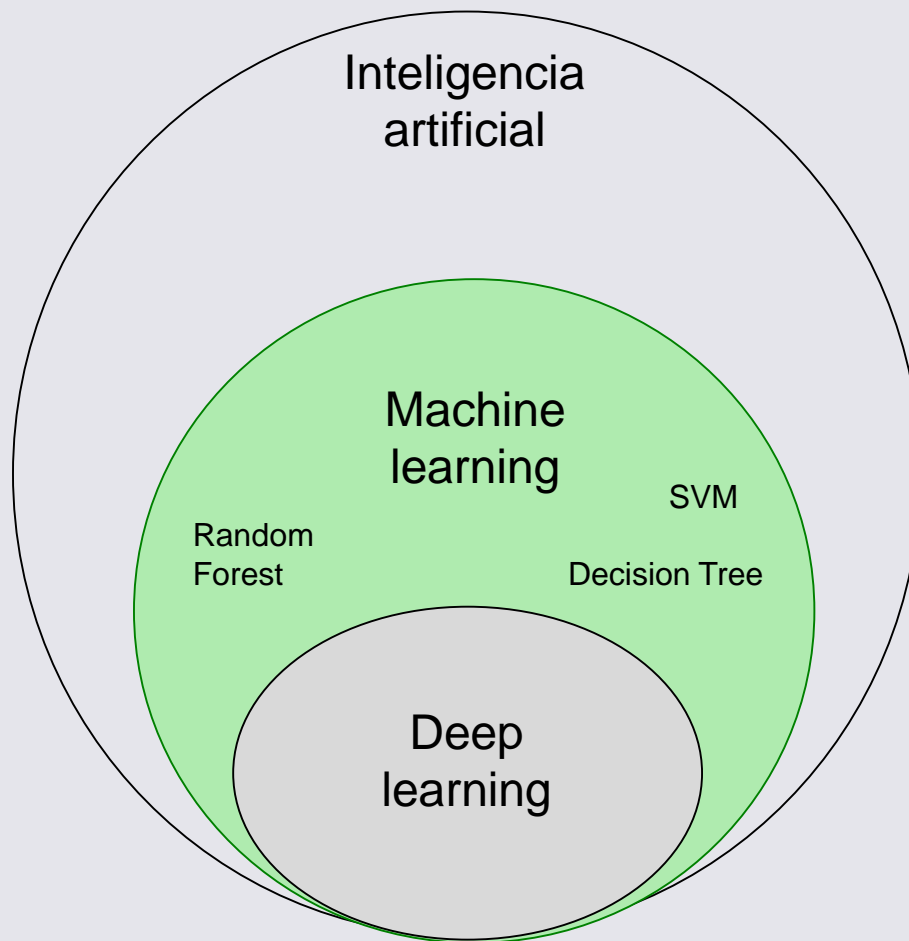 Inteligencia
artificial
Machine
learning
SVM
Random
Forest
Decision Tree
Deep
learning